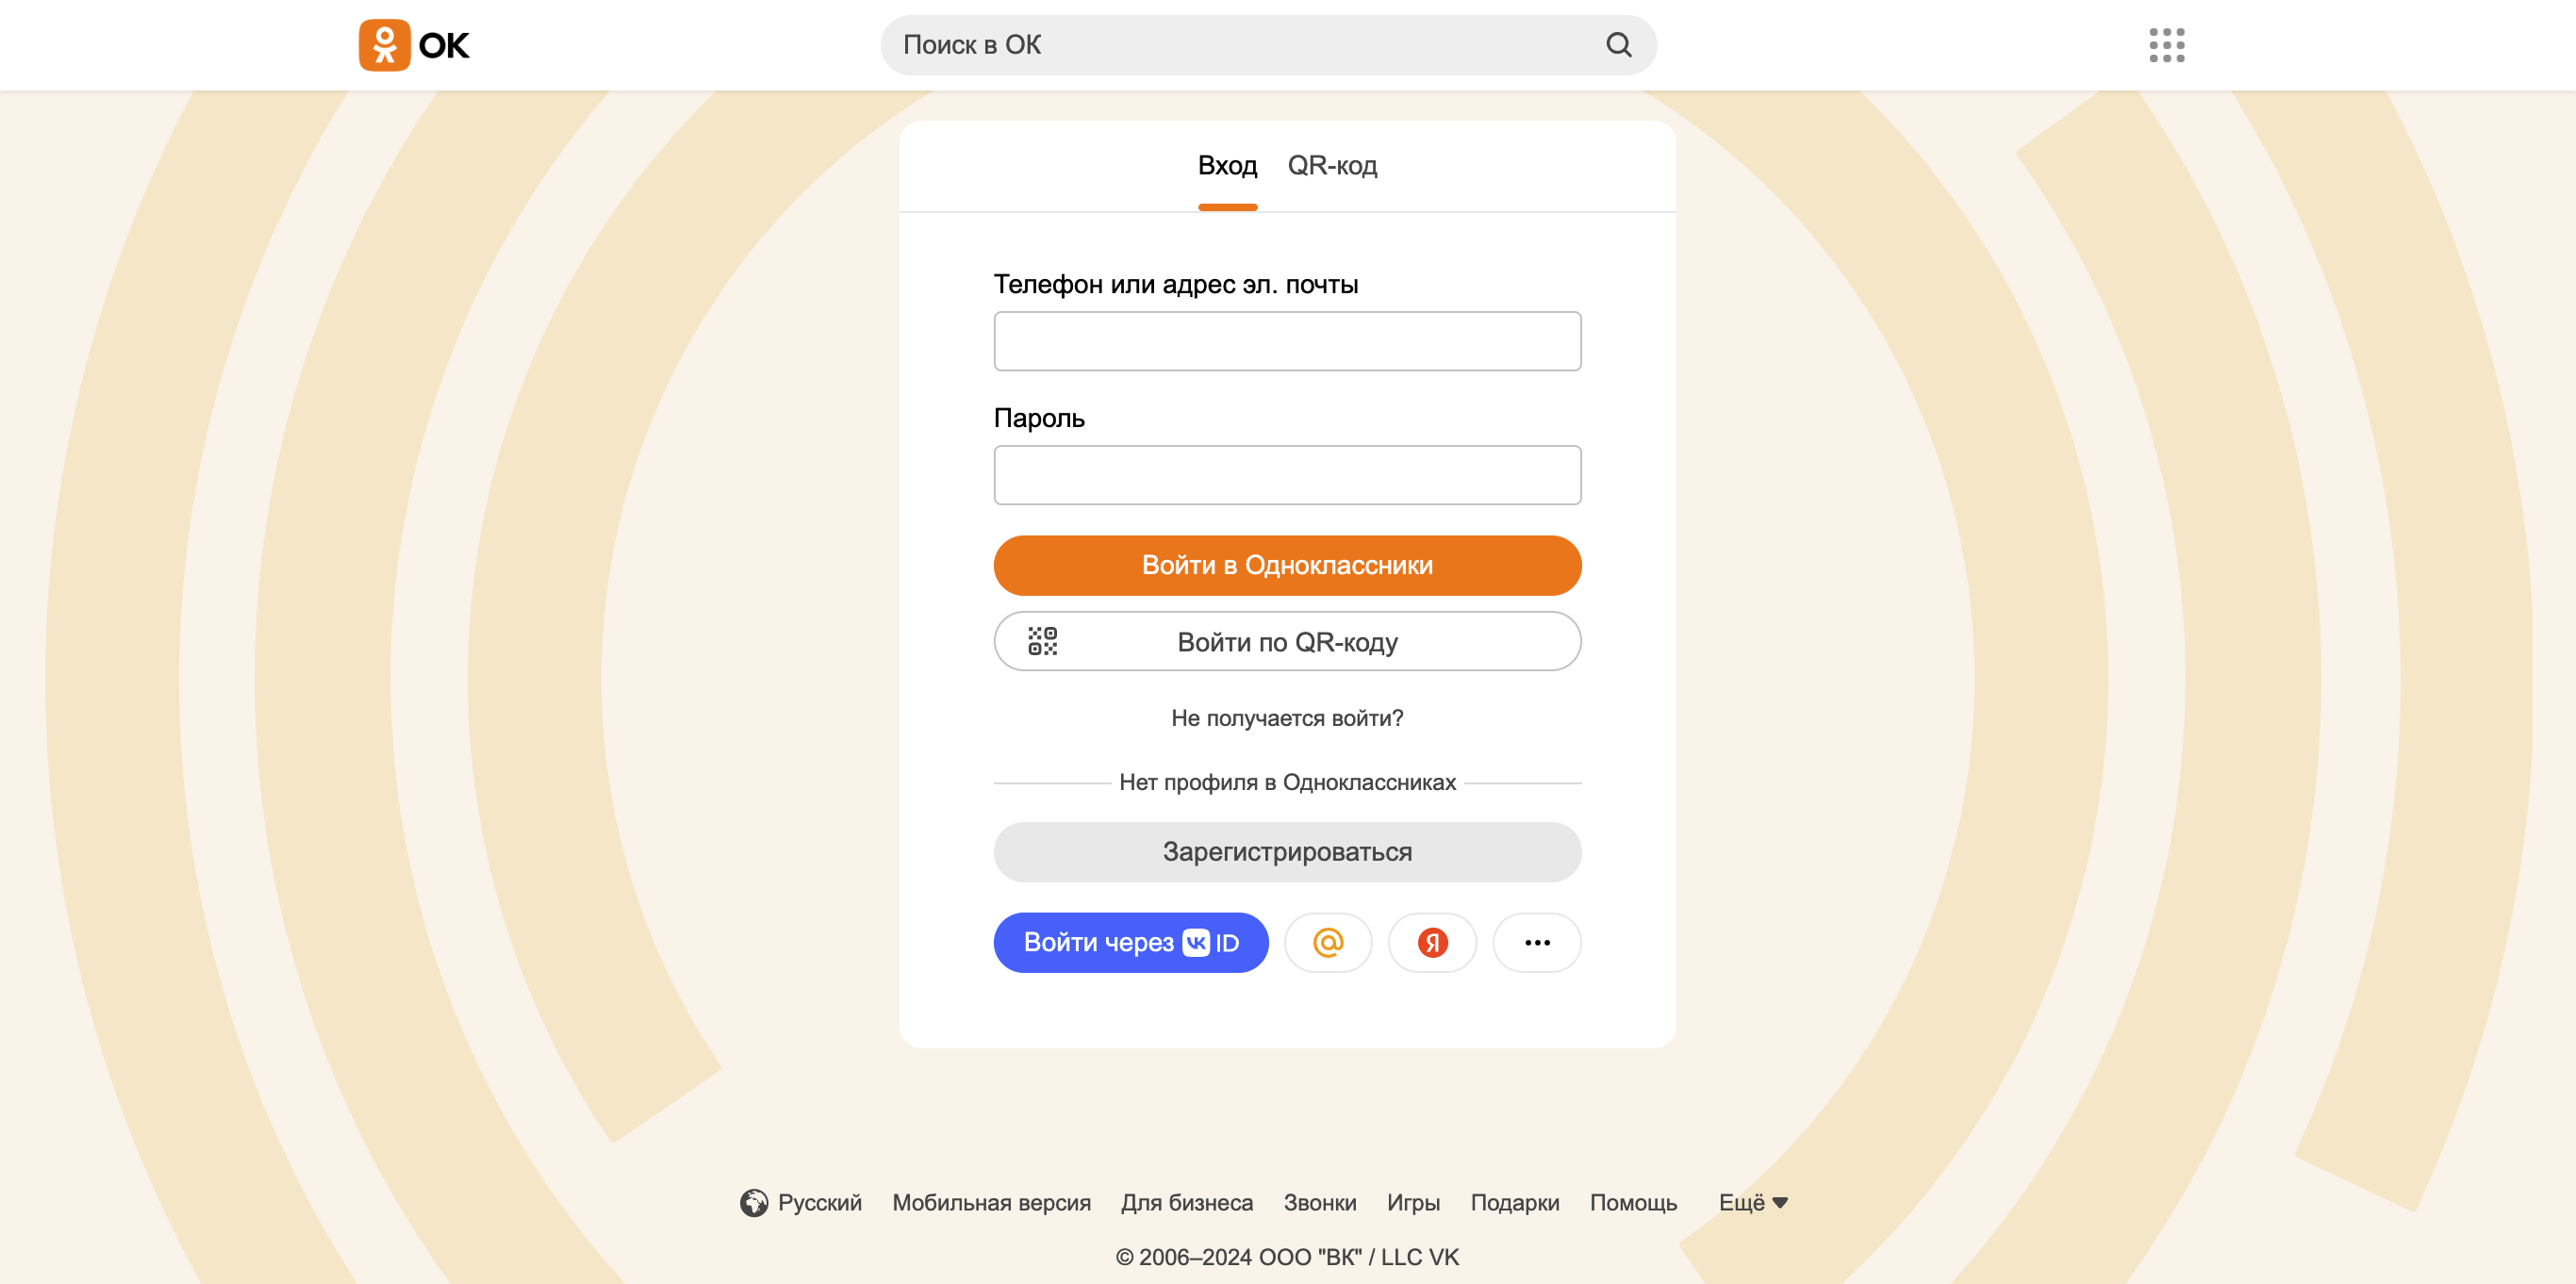 ОК
Поиск в ОК
Вход QR-код
Телефон или адрес эл. почты
Пароль
Войти в Одноклассники
Войти по QR-коду
Не получается войти?
Нет профиля в Одноклассниках
Зарегистрироваться
Войти через VK ID @ Я
Русский Мобильная версия Для бизнеса Звонки Игры Подарки Помощь Ещё
© 2006–2024 ООО "ВК" / LLC VK